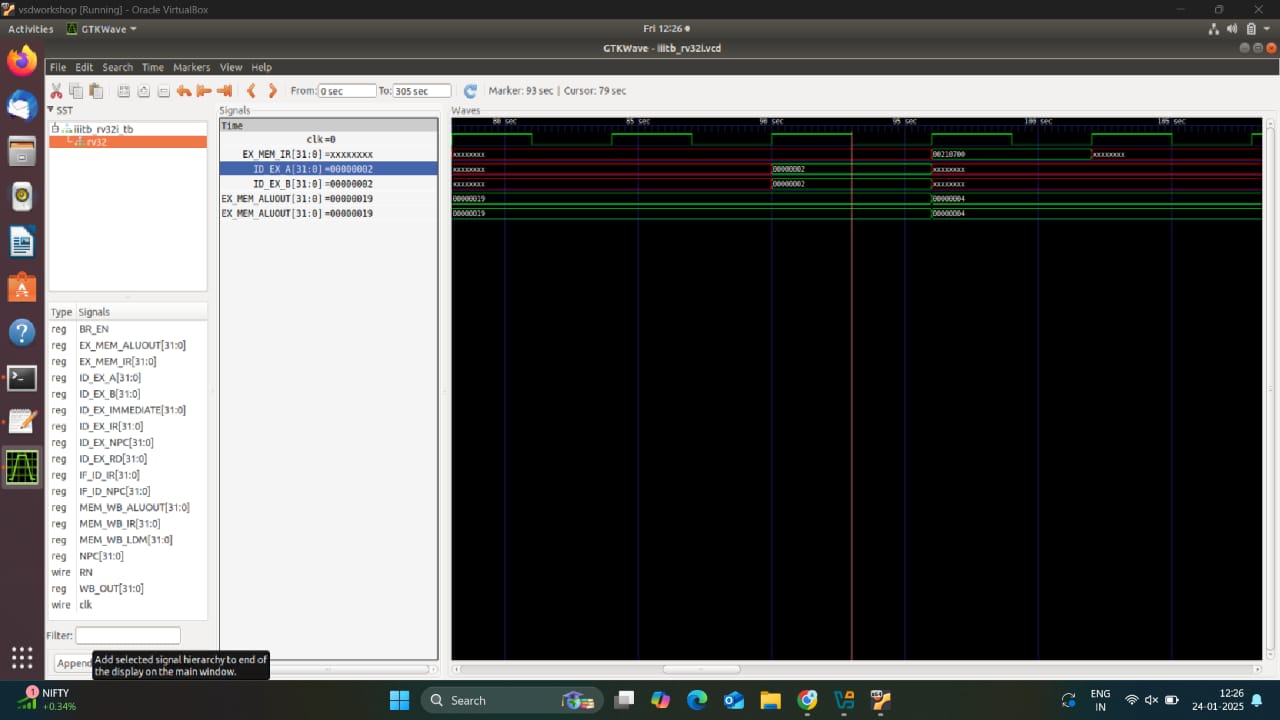 vsdworkshop [Running] - Oracle VirtualBox
Activities GTKWave Fri 12:26
GTKWave - iiitb_rv32i.vcd
File Edit Search Time Markers View Help
From: 0 sec To: 305 sec Marker: 93 sec | Cursor: 79 sec
SST
iiitb_rv32i_tb
rv32
Type Signals
reg BR_EN
reg EX_MEM_ALUOUT[31:0]
reg EX_MEM_IR[31:0]
reg ID_EX_A[31:0]
reg ID_EX_B[31:0]
reg ID_EX_IMMEDIATE[31:0]
reg ID_EX_IR[31:0]
reg ID_EX_NPC[31:0]
reg ID_EX_RD[31:0]
reg IF_ID_IR[31:0]
reg IF_ID_NPC[31:0]
reg MEM_WB_ALUOUT[31:0]
reg MEM_WB_IR[31:0]
reg MEM_WB_LDM[31:0]
reg NPC[31:0]
wire RN
reg WB_OUT[31:0]
wire clk
Filter:
Append
Add selected signal hierarchy to end of
the display on the main window.
Signals
Time
clk=0
EX_MEM_IR[31:0] =xxxxxxxx
ID_EX_A[31:0] =00000002
ID_EX_B[31:0] =00000002
EX_MEM_ALUOUT[31:0] =00000019
EX_MEM_ALUOUT[31:0] =00000019
Waves
80 sec 85 sec 90 sec 95 sec 100 sec 105 sec
xxxxxxxx 00210700 xxxxxxxx
xxxxxxxx 00000002 xxxxxxxx
xxxxxxxx 00000002 xxxxxxxx
00000019 00000004
00000019 00000004
1
NIFTY
+0.34%
Search
ENG
IN
12:26
24-01-2025